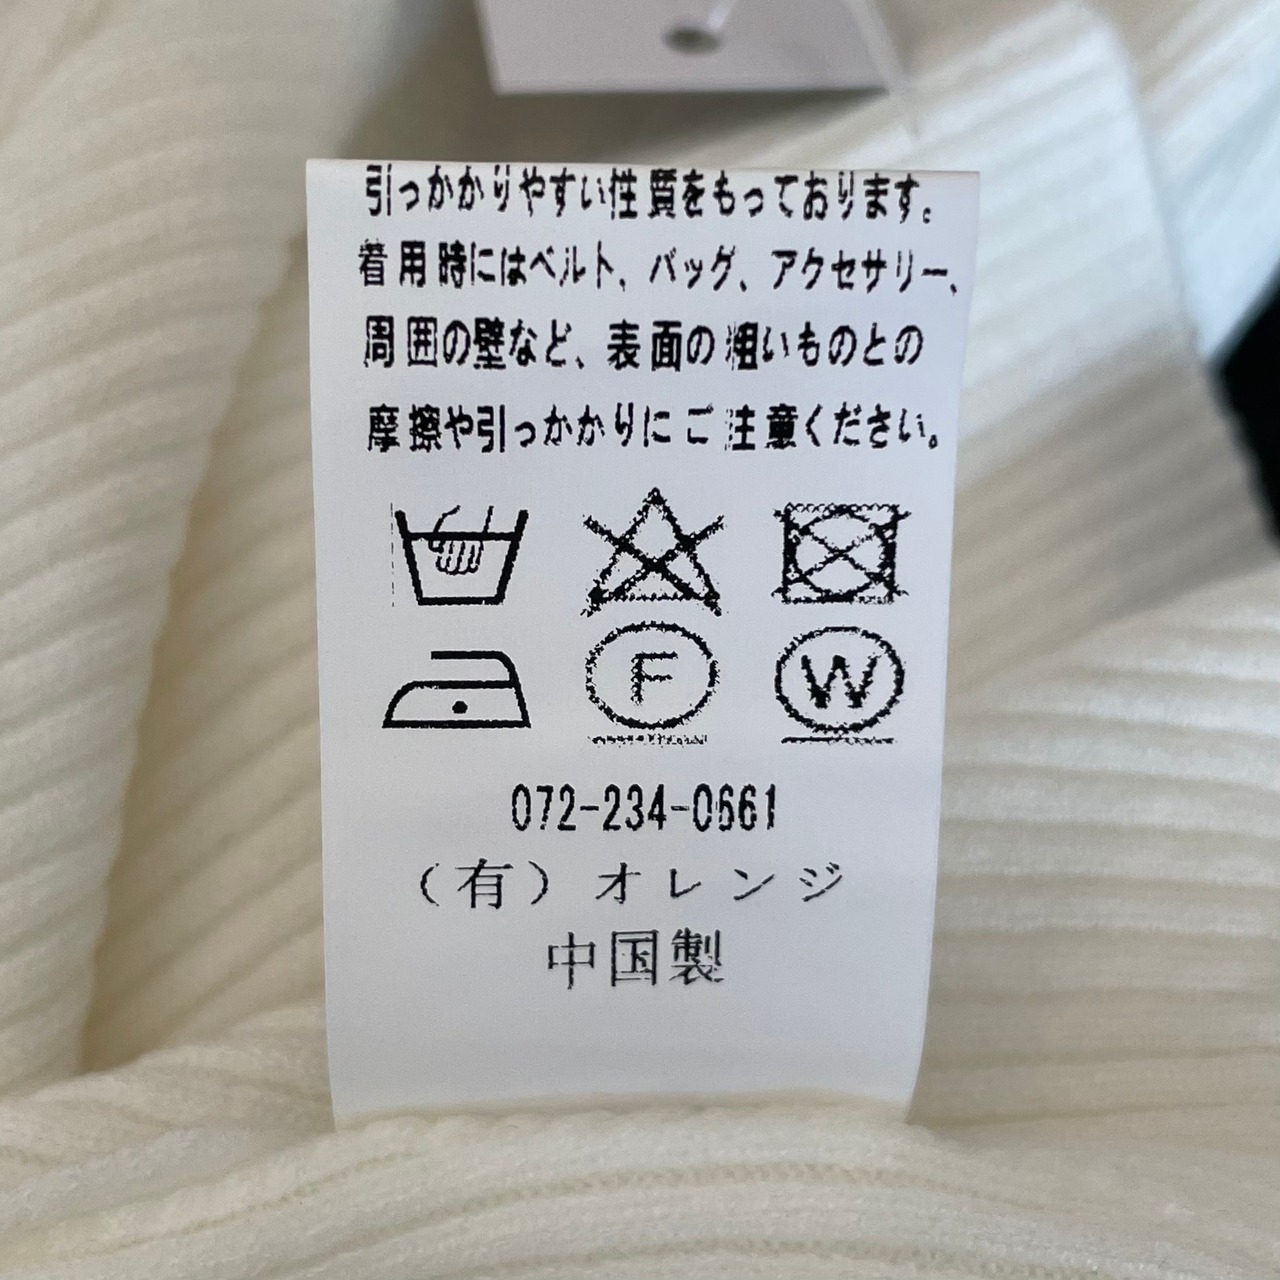 引っかかりやすい性質をもっております。
着用時にはベルト、バッグ、アクセサリー、
周囲の壁など、表面の粗いものとの
摩擦や引っかかりにご注意ください。
F W
072-234-0661
（有）オレンジ
中国製